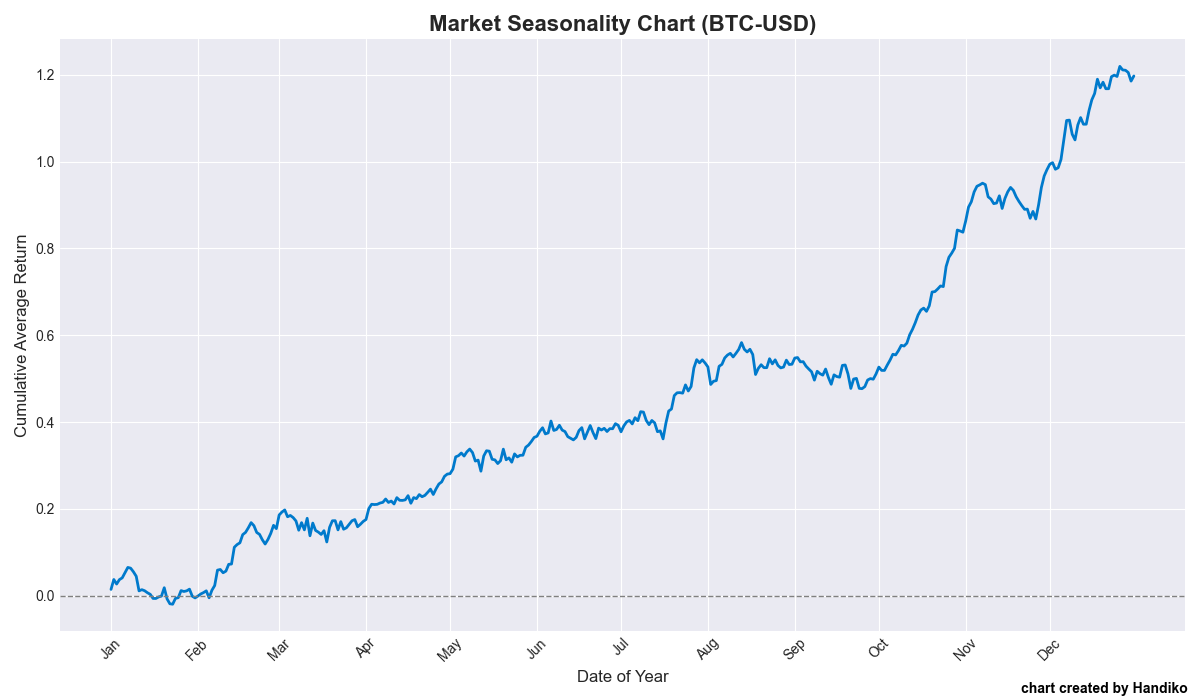 Market Seasonality Chart (BTC-USD)
Cumulative Average Return
1.2
1.0
0.8
0.6
0.4
0.2
0.0
Jan Feb Mar Apr May Jun Jul Aug Sep Oct Nov Dec
Date of Year
chart created by Handiko